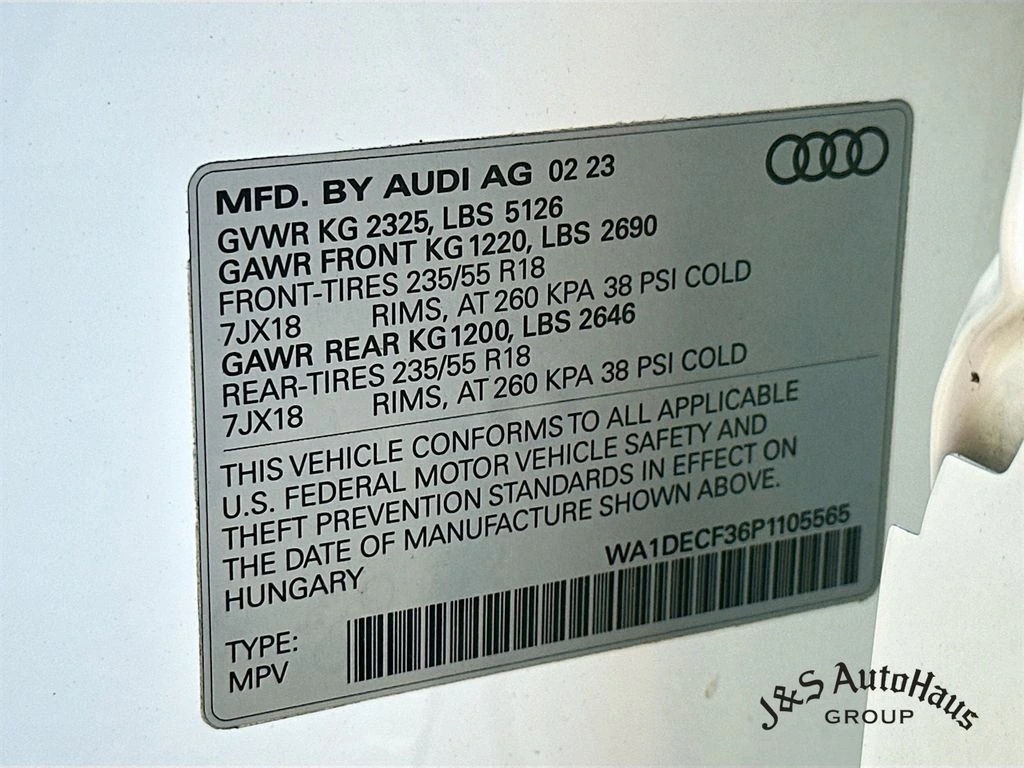 MFD. BY AUDI AG 02 23
GVWR KG 2325, LBS 5126
GAWR FRONT KG 1220, LBS 2690
FRONT-TIRES 235/55 R18
7JX18 RIMS, AT 260 KPA 38 PSI COLD
GAWR REAR KG 1200, LBS 2646
REAR-TIRES 235/55 R18
7JX18 RIMS, AT 260 KPA 38 PSI COLD
THIS VEHICLE CONFORMS TO ALL APPLICABLE
U.S. FEDERAL MOTOR VEHICLE SAFETY AND
THEFT PREVENTION STANDARDS IN EFFECT ON
THE DATE OF MANUFACTURE SHOWN ABOVE.
HUNGARY
WA1DECF36P1105565
TYPE:
MPV
J&S AutoHaus
GROUP